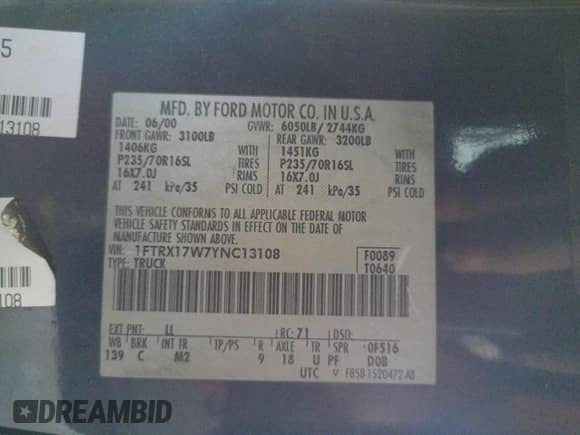 5
13108
MFD. BY FORD MOTOR CO. IN U.S.A.
DATE: 06/00 GVWR: 6050LB/ 2744KG
FRONT GAWR: 3100LB REAR GAWR: 3200LB
1406KG WITH 1451KG WITH
P235/70R16SL TIRES P235/70R16SL TIRES
16X7.0J RIMS 16X7.0J RIMS
AT 241 kPa/35 PSI COLD AT 241 kPa/35 PSI COLD
THIS VEHICLE CONFORMS TO ALL APPLICABLE FEDERAL MOTOR
VEHICLE SAFETY STANDARDS IN EFFECT ON THE DATE OF
MANUFACTURE SHOWN ABOVE.
VIN: 1FTRX17W7YNC13108 F0089
TYPE: TRUCK T0640
EXT PNT: LL RC: 71 DSO:
WB BRK INT TR TP/PS R AXLE TR SPR 0F516
139 C M2 9 18 U PF D0B
UTC F85B-1520472-AB
3108
DREAMBID